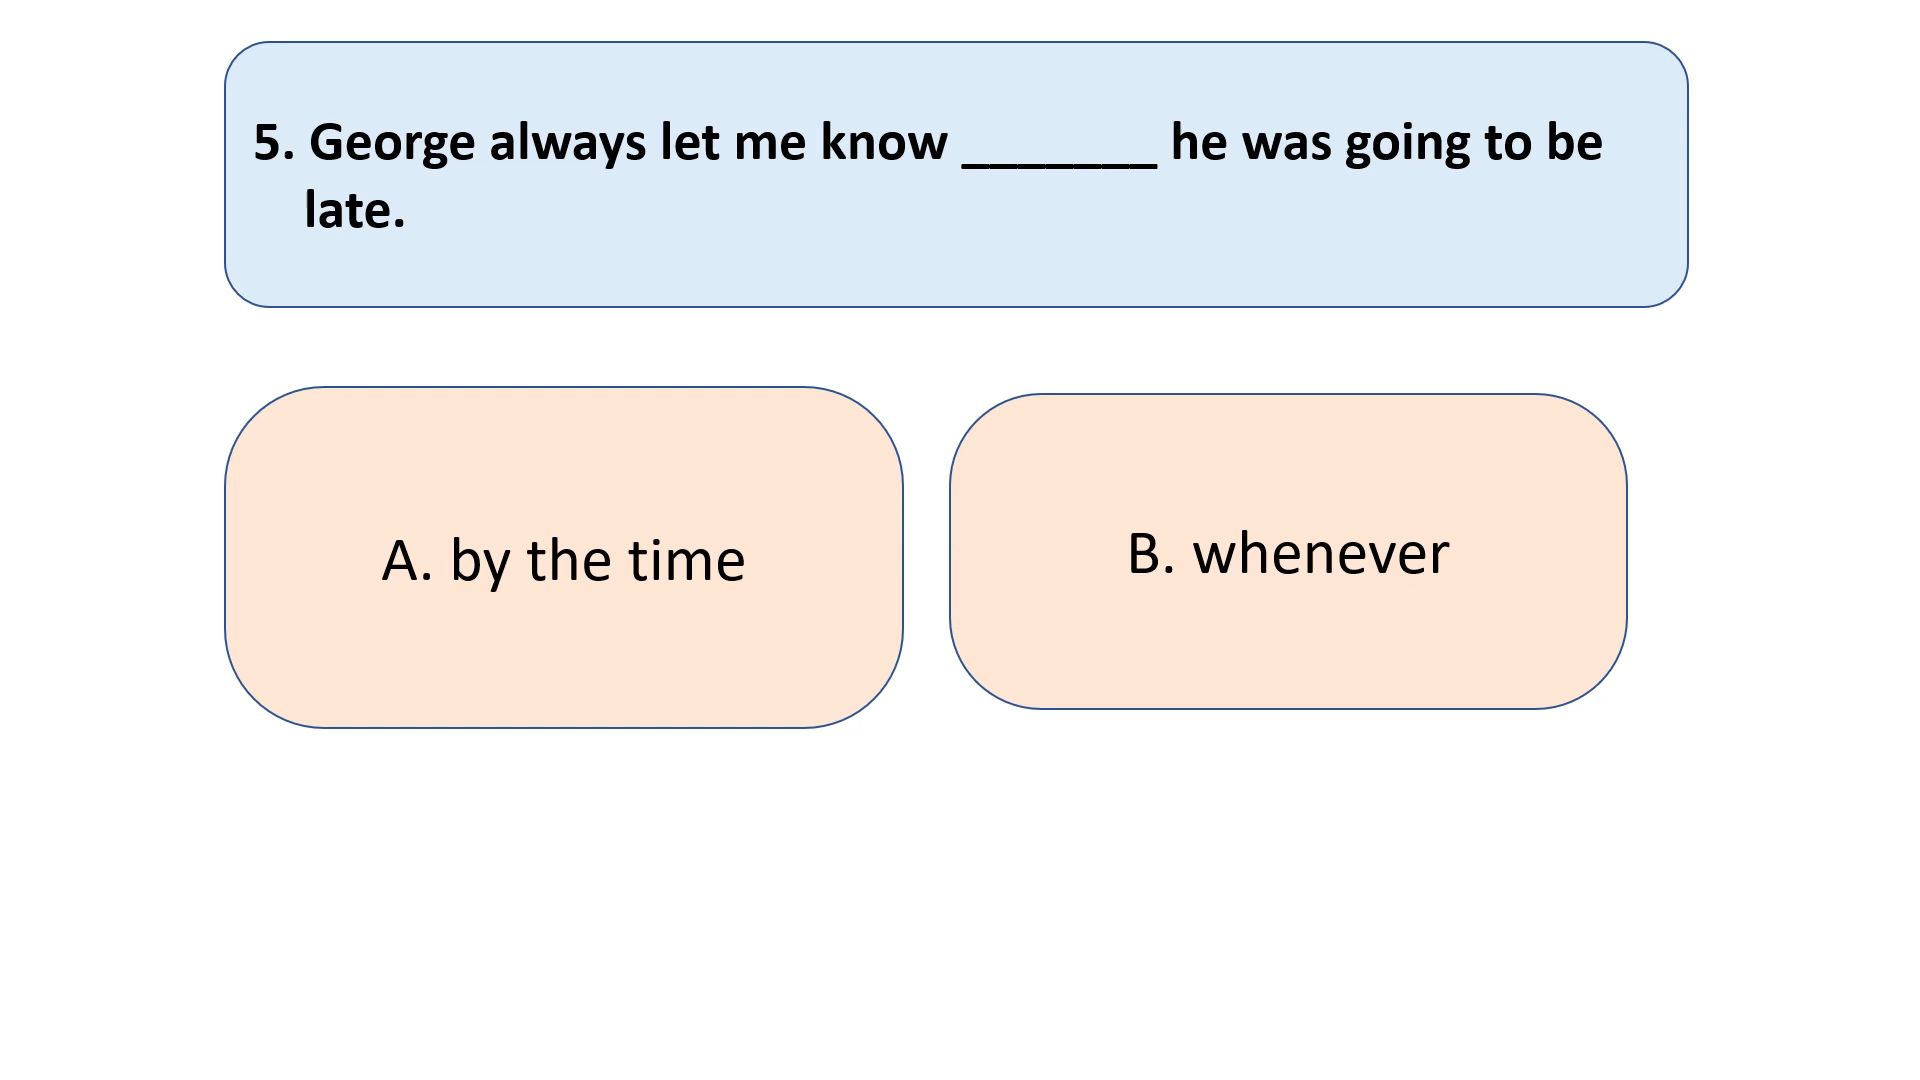 5. George always let me know _______ he was going to be
late.
A. by the time
B. whenever